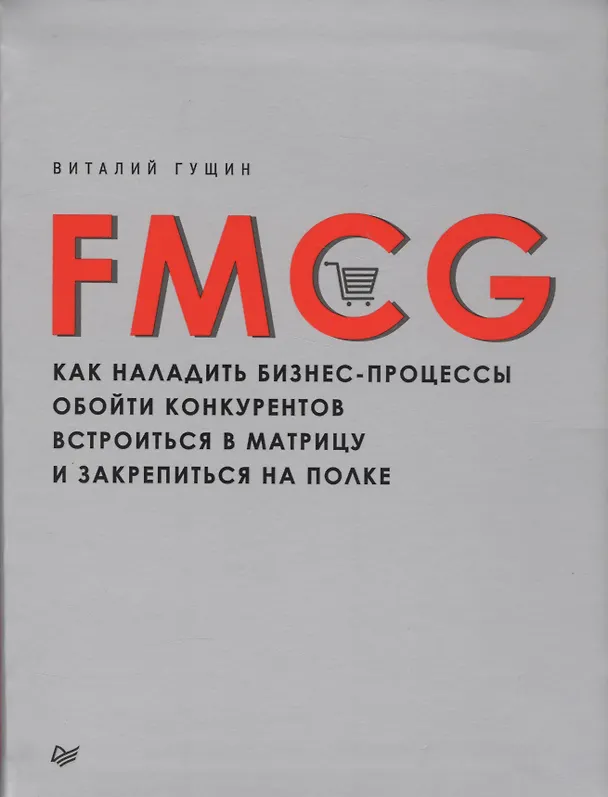 ВИТАЛИЙ ГУЩИН
FMCG
КАК НАЛАДИТЬ БИЗНЕС-ПРОЦЕССЫ
ОБОЙТИ КОНКУРЕНТОВ
ВСТРОИТЬСЯ В МАТРИЦУ
И ЗАКРЕПИТЬСЯ НА ПОЛКЕ